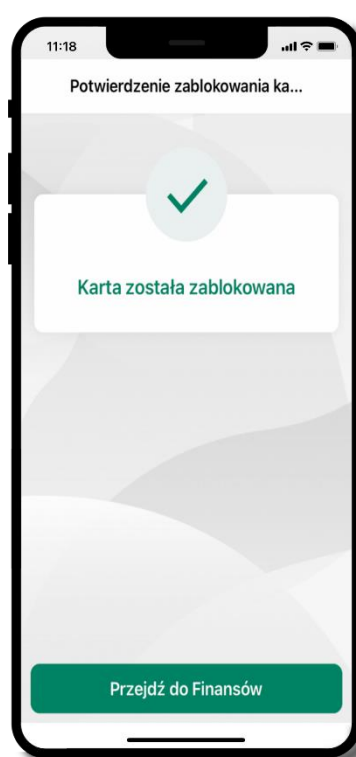 11:18
Potwierdzenie zablokowania ka...
Karta została zablokowana
Przejdź do Finansów